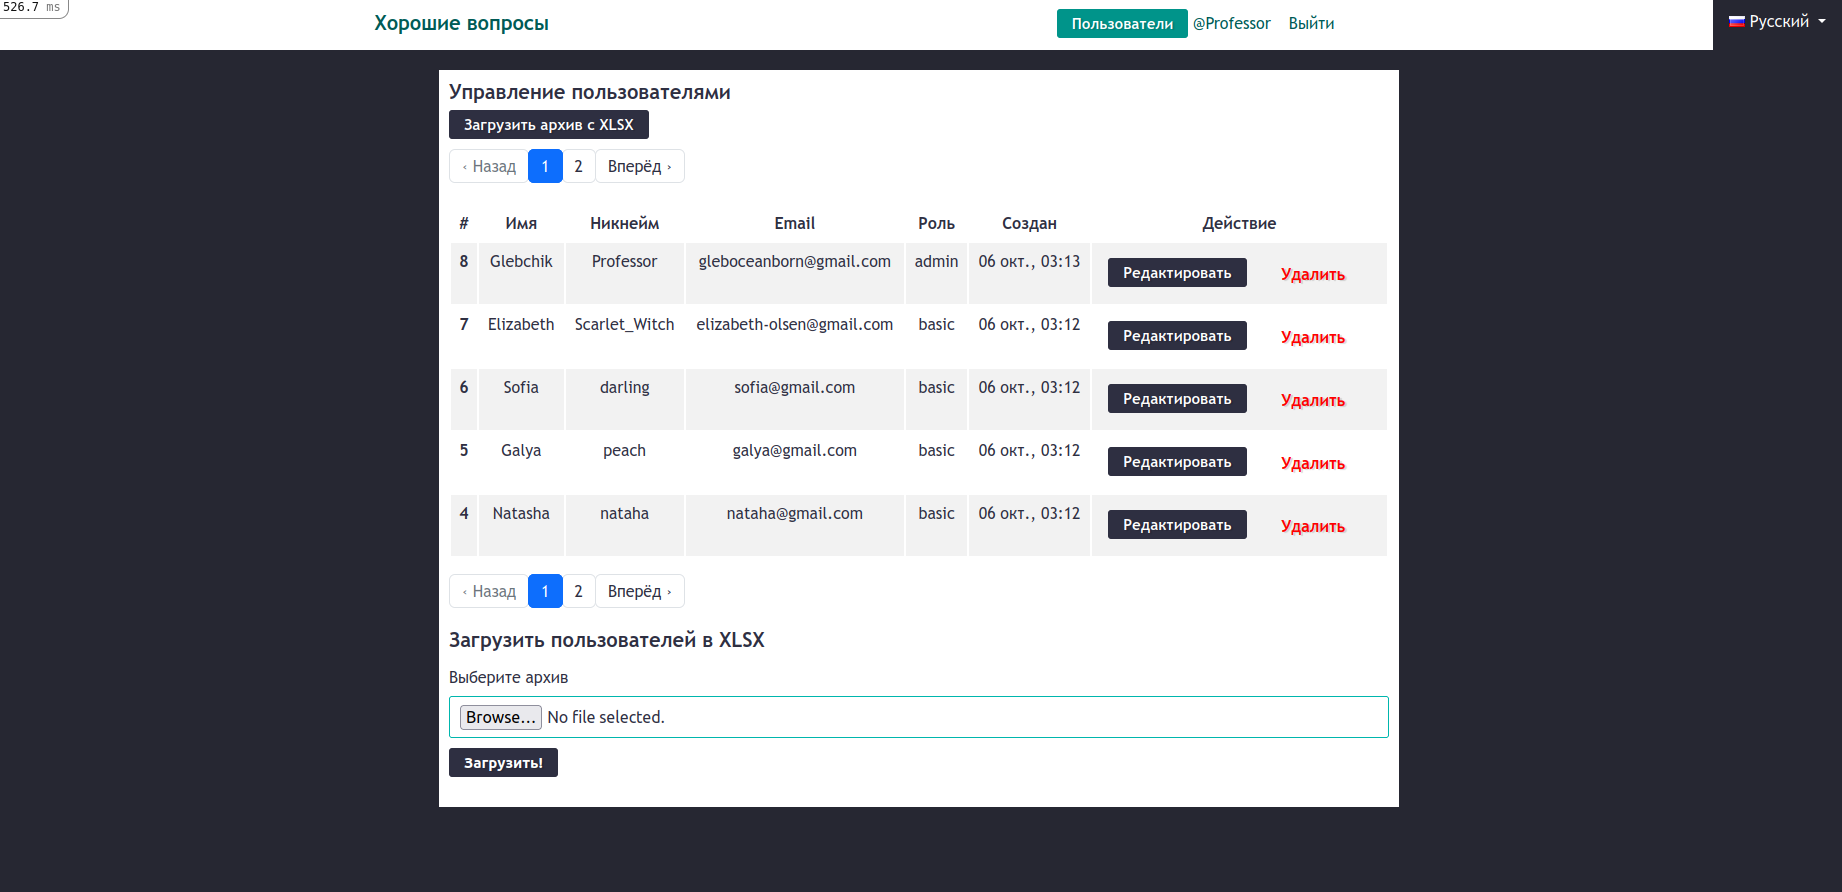 526.7 ms
Хорошие вопросы
Пользователи @Professor Выйти
Русский
Управление пользователями
Загрузить архив с XLSX
‹ Назад 1 2 Вперёд ›
# Имя Никнейм Email Роль Создан Действие
8 Glebchik Professor gleboceanborn@gmail.com admin 06 окт., 03:13 Редактировать Удалить
7 Elizabeth Scarlet_Witch elizabeth-olsen@gmail.com basic 06 окт., 03:12 Редактировать Удалить
6 Sofia darling sofia@gmail.com basic 06 окт., 03:12 Редактировать Удалить
5 Galya peach galya@gmail.com basic 06 окт., 03:12 Редактировать Удалить
4 Natasha nataha nataha@gmail.com basic 06 окт., 03:12 Редактировать Удалить
‹ Назад 1 2 Вперёд ›
Загрузить пользователей в XLSX
Выберите архив
Browse... No file selected.
Загрузить!